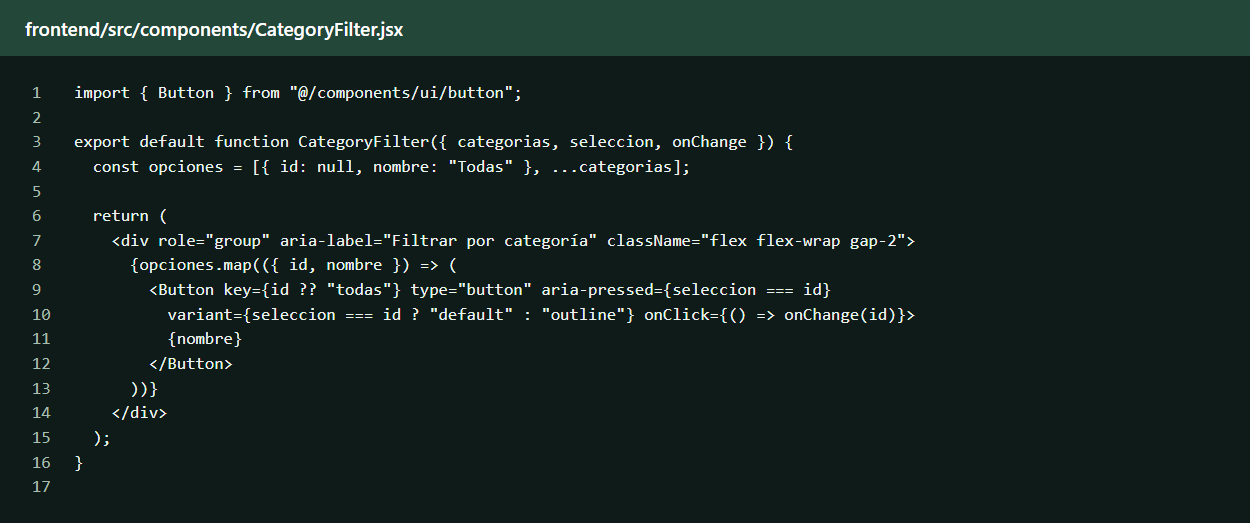 frontend/src/components/CategoryFilter.jsx
1 import { Button } from "@/components/ui/button";
2
3 export default function CategoryFilter({ categorias, seleccion, onChange }) {
4   const opciones = [{ id: null, nombre: "Todas" }, ...categorias];
5
6   return (
7     <div role="group" aria-label="Filtrar por categoría" className="flex flex-wrap gap-2">
8       {opciones.map(({ id, nombre }) => (
9         <Button key={id ?? "todas"} type="button" aria-pressed={seleccion === id}
10           variant={seleccion === id ? "default" : "outline"} onClick={() => onChange(id)}>
11           {nombre}
12         </Button>
13       ))}
14     </div>
15   );
16 }
17